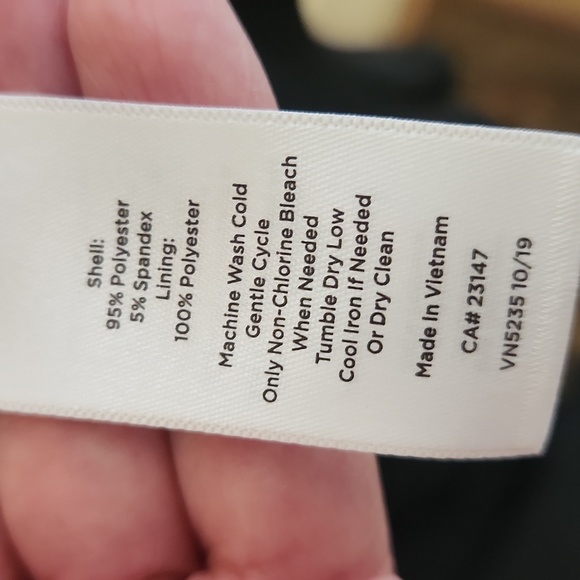 Shell:
95% Polyester
5% Spandex
Lining:
100% Polyester
Machine Wash Cold
Gentle Cycle
Only Non-Chlorine Bleach
When Needed
Tumble Dry Low
Cool Iron If Needed
Or Dry Clean
Made In Vietnam
CA# 23147
VN5235 10/19